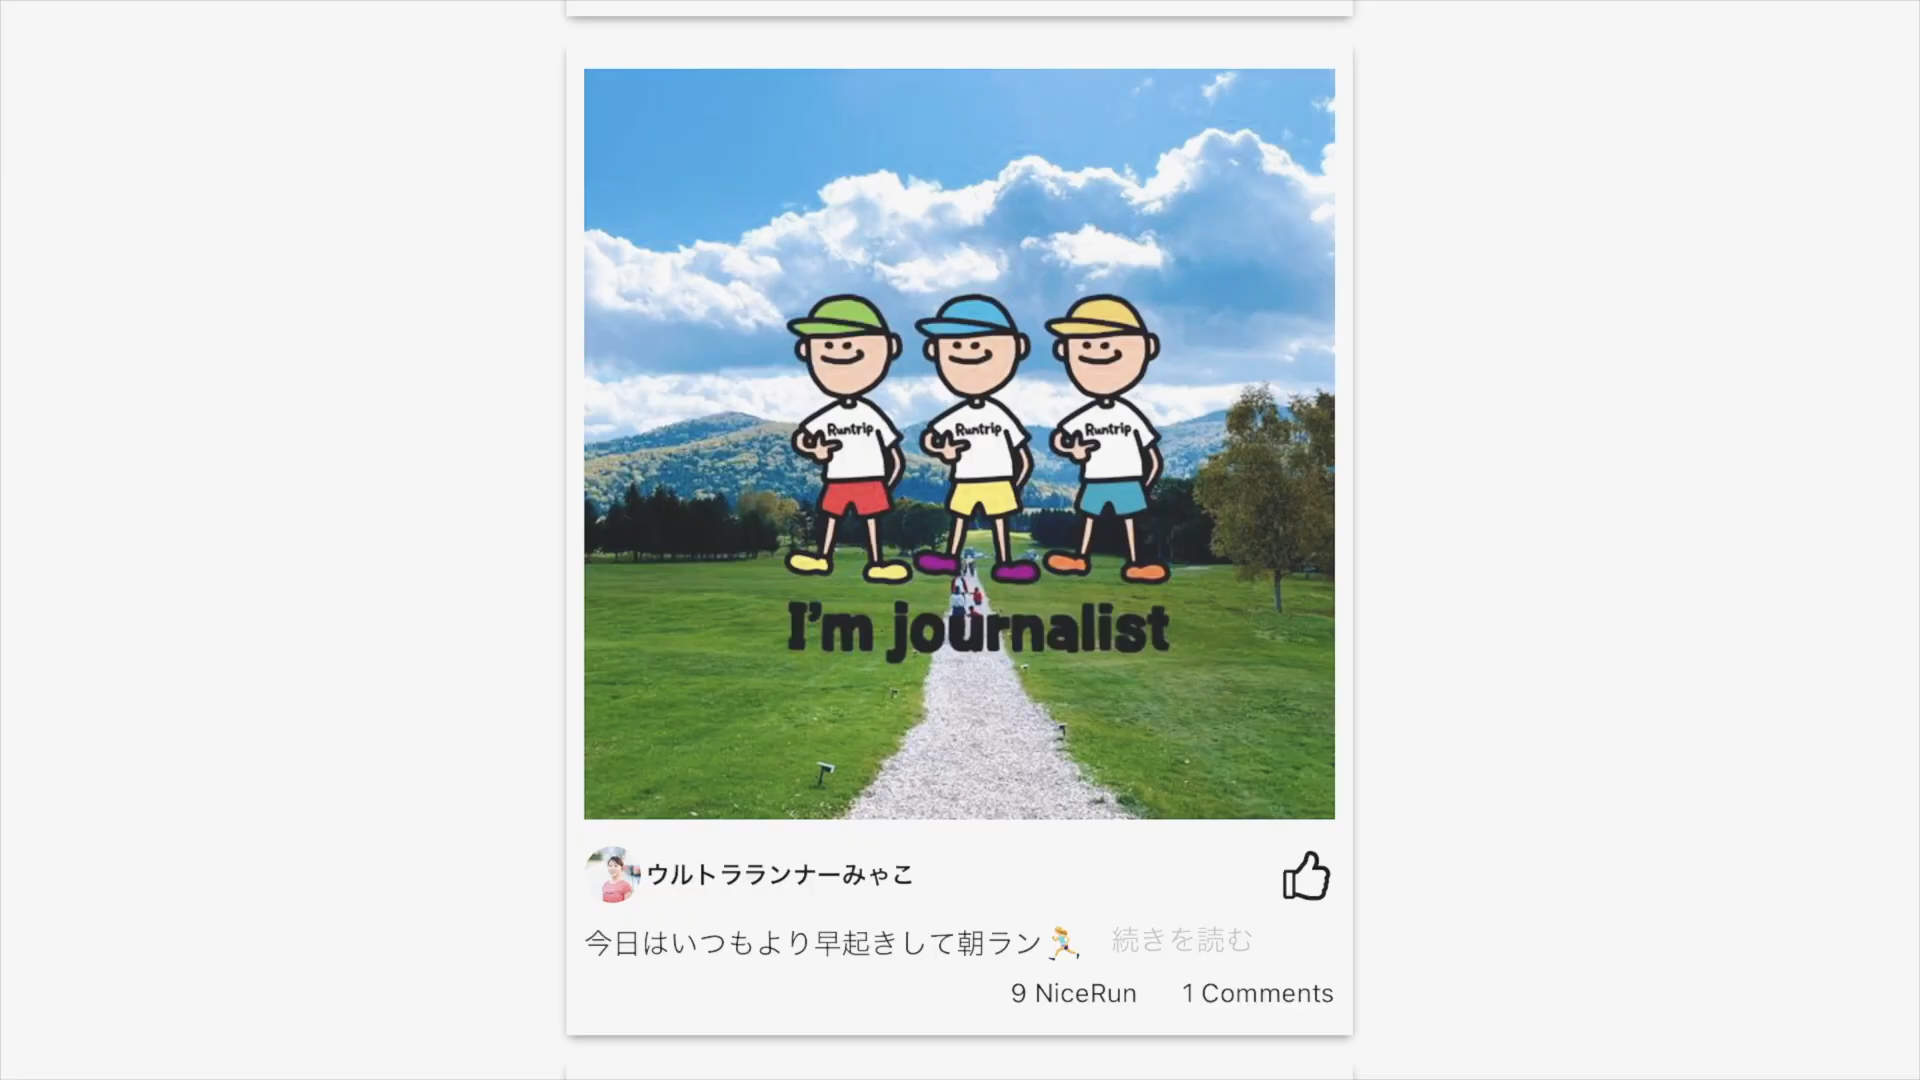 Runtrip Runtrip Runtrip
I'm journalist
ウルトラランナーみゃこ
今日はいつもより早起きして朝ラン🏃 続きを読む
9 NiceRun 1 Comments